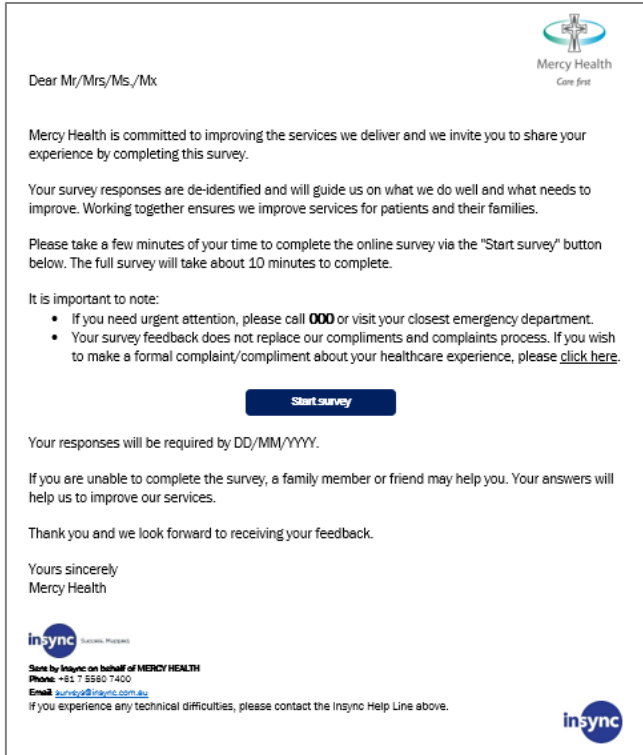 Mercy Health
Care first
Dear Mr/Mrs/Ms./Mx
Mercy Health is committed to improving the services we deliver and we invite you to share your
experience by completing this survey.
Your survey responses are de-identified and will guide us on what we do well and what needs to
improve. Working together ensures we improve services for patients and their families.
Please take a few minutes of your time to complete the online survey via the "Start survey" button
below. The full survey will take about 10 minutes to complete.
It is important to note:
• If you need urgent attention, please call 000 or visit your closest emergency department.
• Your survey feedback does not replace our compliments and complaints process. If you wish
to make a formal complaint/compliment about your healthcare experience, please click here.
Start survey
Your responses will be required by DD/MM/YYYY.
If you are unable to complete the survey, a family member or friend may help you. Your answers will
help us to improve our services.
Thank you and we look forward to receiving your feedback.
Yours sincerely
Mercy Health
insync Success. Mapped.
Sent by Insync on behalf of MERCY HEALTH
Phone: +61 7 5560 7400
Email: surveys@insync.com.au
If you experience any technical difficulties, please contact the Insync Help Line above.
insync